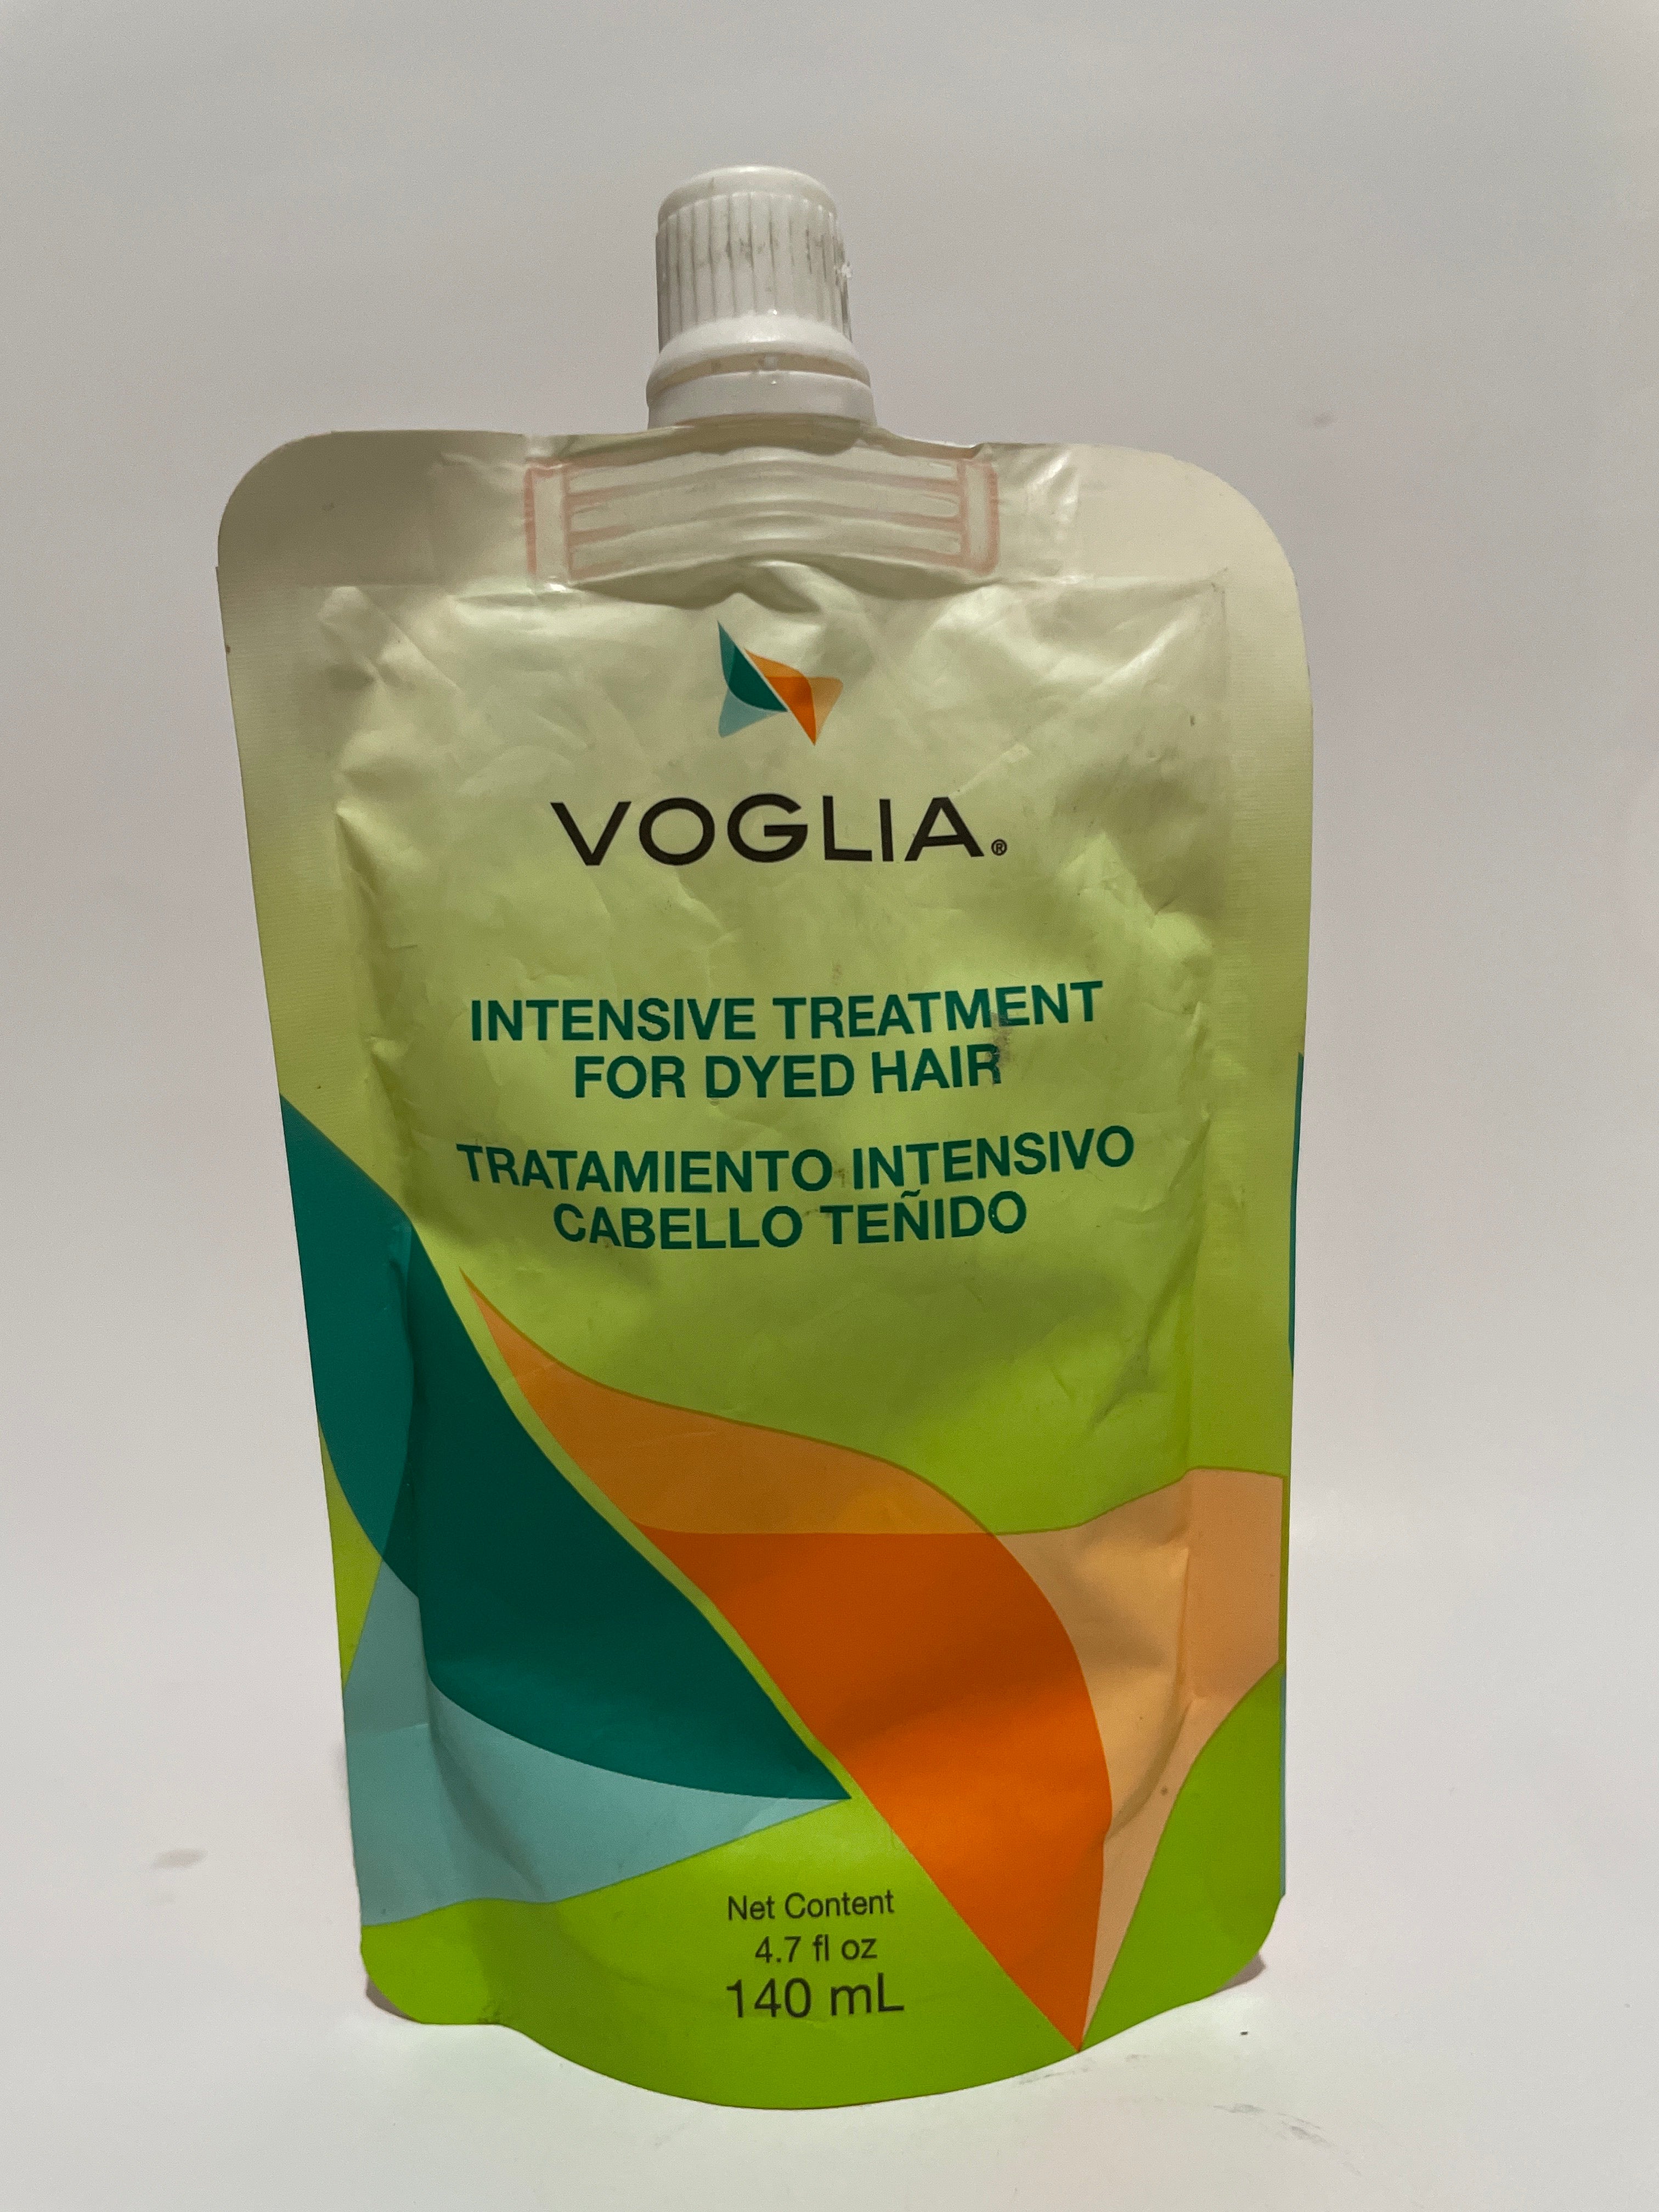 VOGLIA®
INTENSIVE TREATMENT
FOR DYED HAIR
TRATAMIENTO INTENSIVO
CABELLO TEÑIDO
Net Content
4.7 fl oz
140 mL